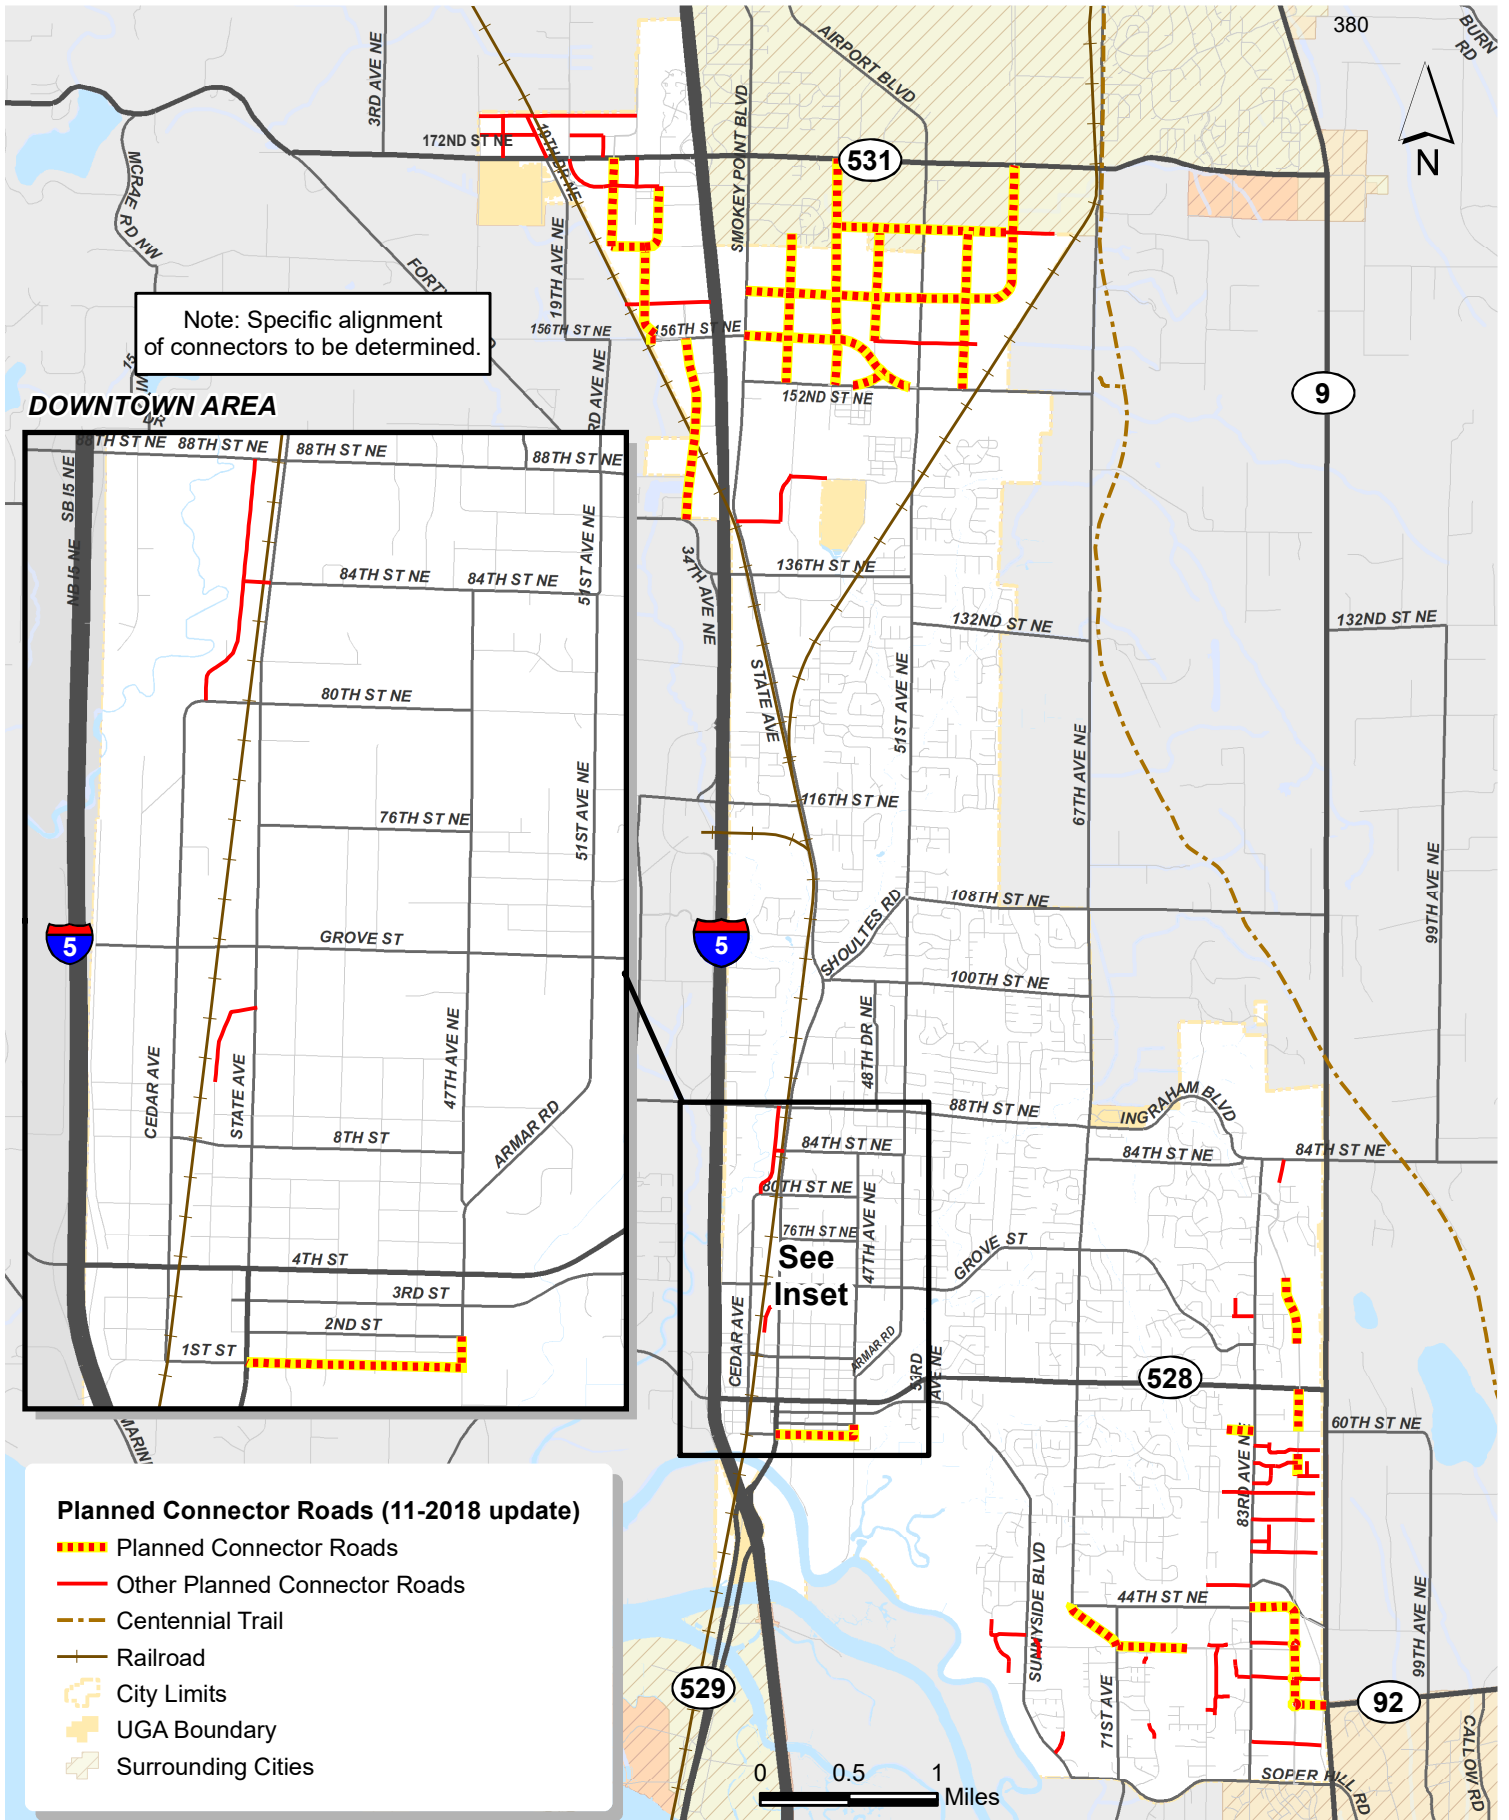 380
BURN RD
3RD AVE NE
AIRPORT BLVD
N
172ND ST NE
19TH DR NE
531
SMOKEY POINT BLVD
MCRAE RD NW
19TH AVE NE
Note: Specific alignment
of connectors to be determined.
156TH ST NE
156TH ST NE
152ND ST NE
9
DOWNTOWN AREA
DR
RD AVE NE
88TH ST NE
88TH ST NE
88TH ST NE
SB I5 NE
NB I5 NE
84TH ST NE
84TH ST NE
51ST AVE NE
80TH ST NE
76TH ST NE
51ST AVE NE
5
GROVE ST
CEDAR AVE
STATE AVE
47TH AVE NE
8TH ST
ARMAR RD
4TH ST
3RD ST
2ND ST
1ST ST
34TH AVE NE
136TH ST NE
132ND ST NE
132ND ST NE
STATE AVE
51ST AVE NE
67TH AVE NE
116TH ST NE
99TH AVE NE
108TH ST NE
SHOULTES RD
5
100TH ST NE
48TH DR NE
88TH ST NE
INGRAHAM BLVD
84TH ST NE
84TH ST NE
84TH ST NE
80TH ST NE
76TH ST NE
47TH AVE NE
See
Inset
GROVE ST
CEDAR AVE
ARMAR RD
53RD
AVE NE
528
60TH ST NE
83RD AVE NE
SUNNYSIDE BLVD
44TH ST NE
71ST AVE
99TH AVE NE
92
529
SOPER HILL RD
CALLOW RD
Planned Connector Roads (11-2018 update)
Planned Connector Roads
Other Planned Connector Roads
Centennial Trail
Railroad
City Limits
UGA Boundary
Surrounding Cities
0 0.5 1
Miles